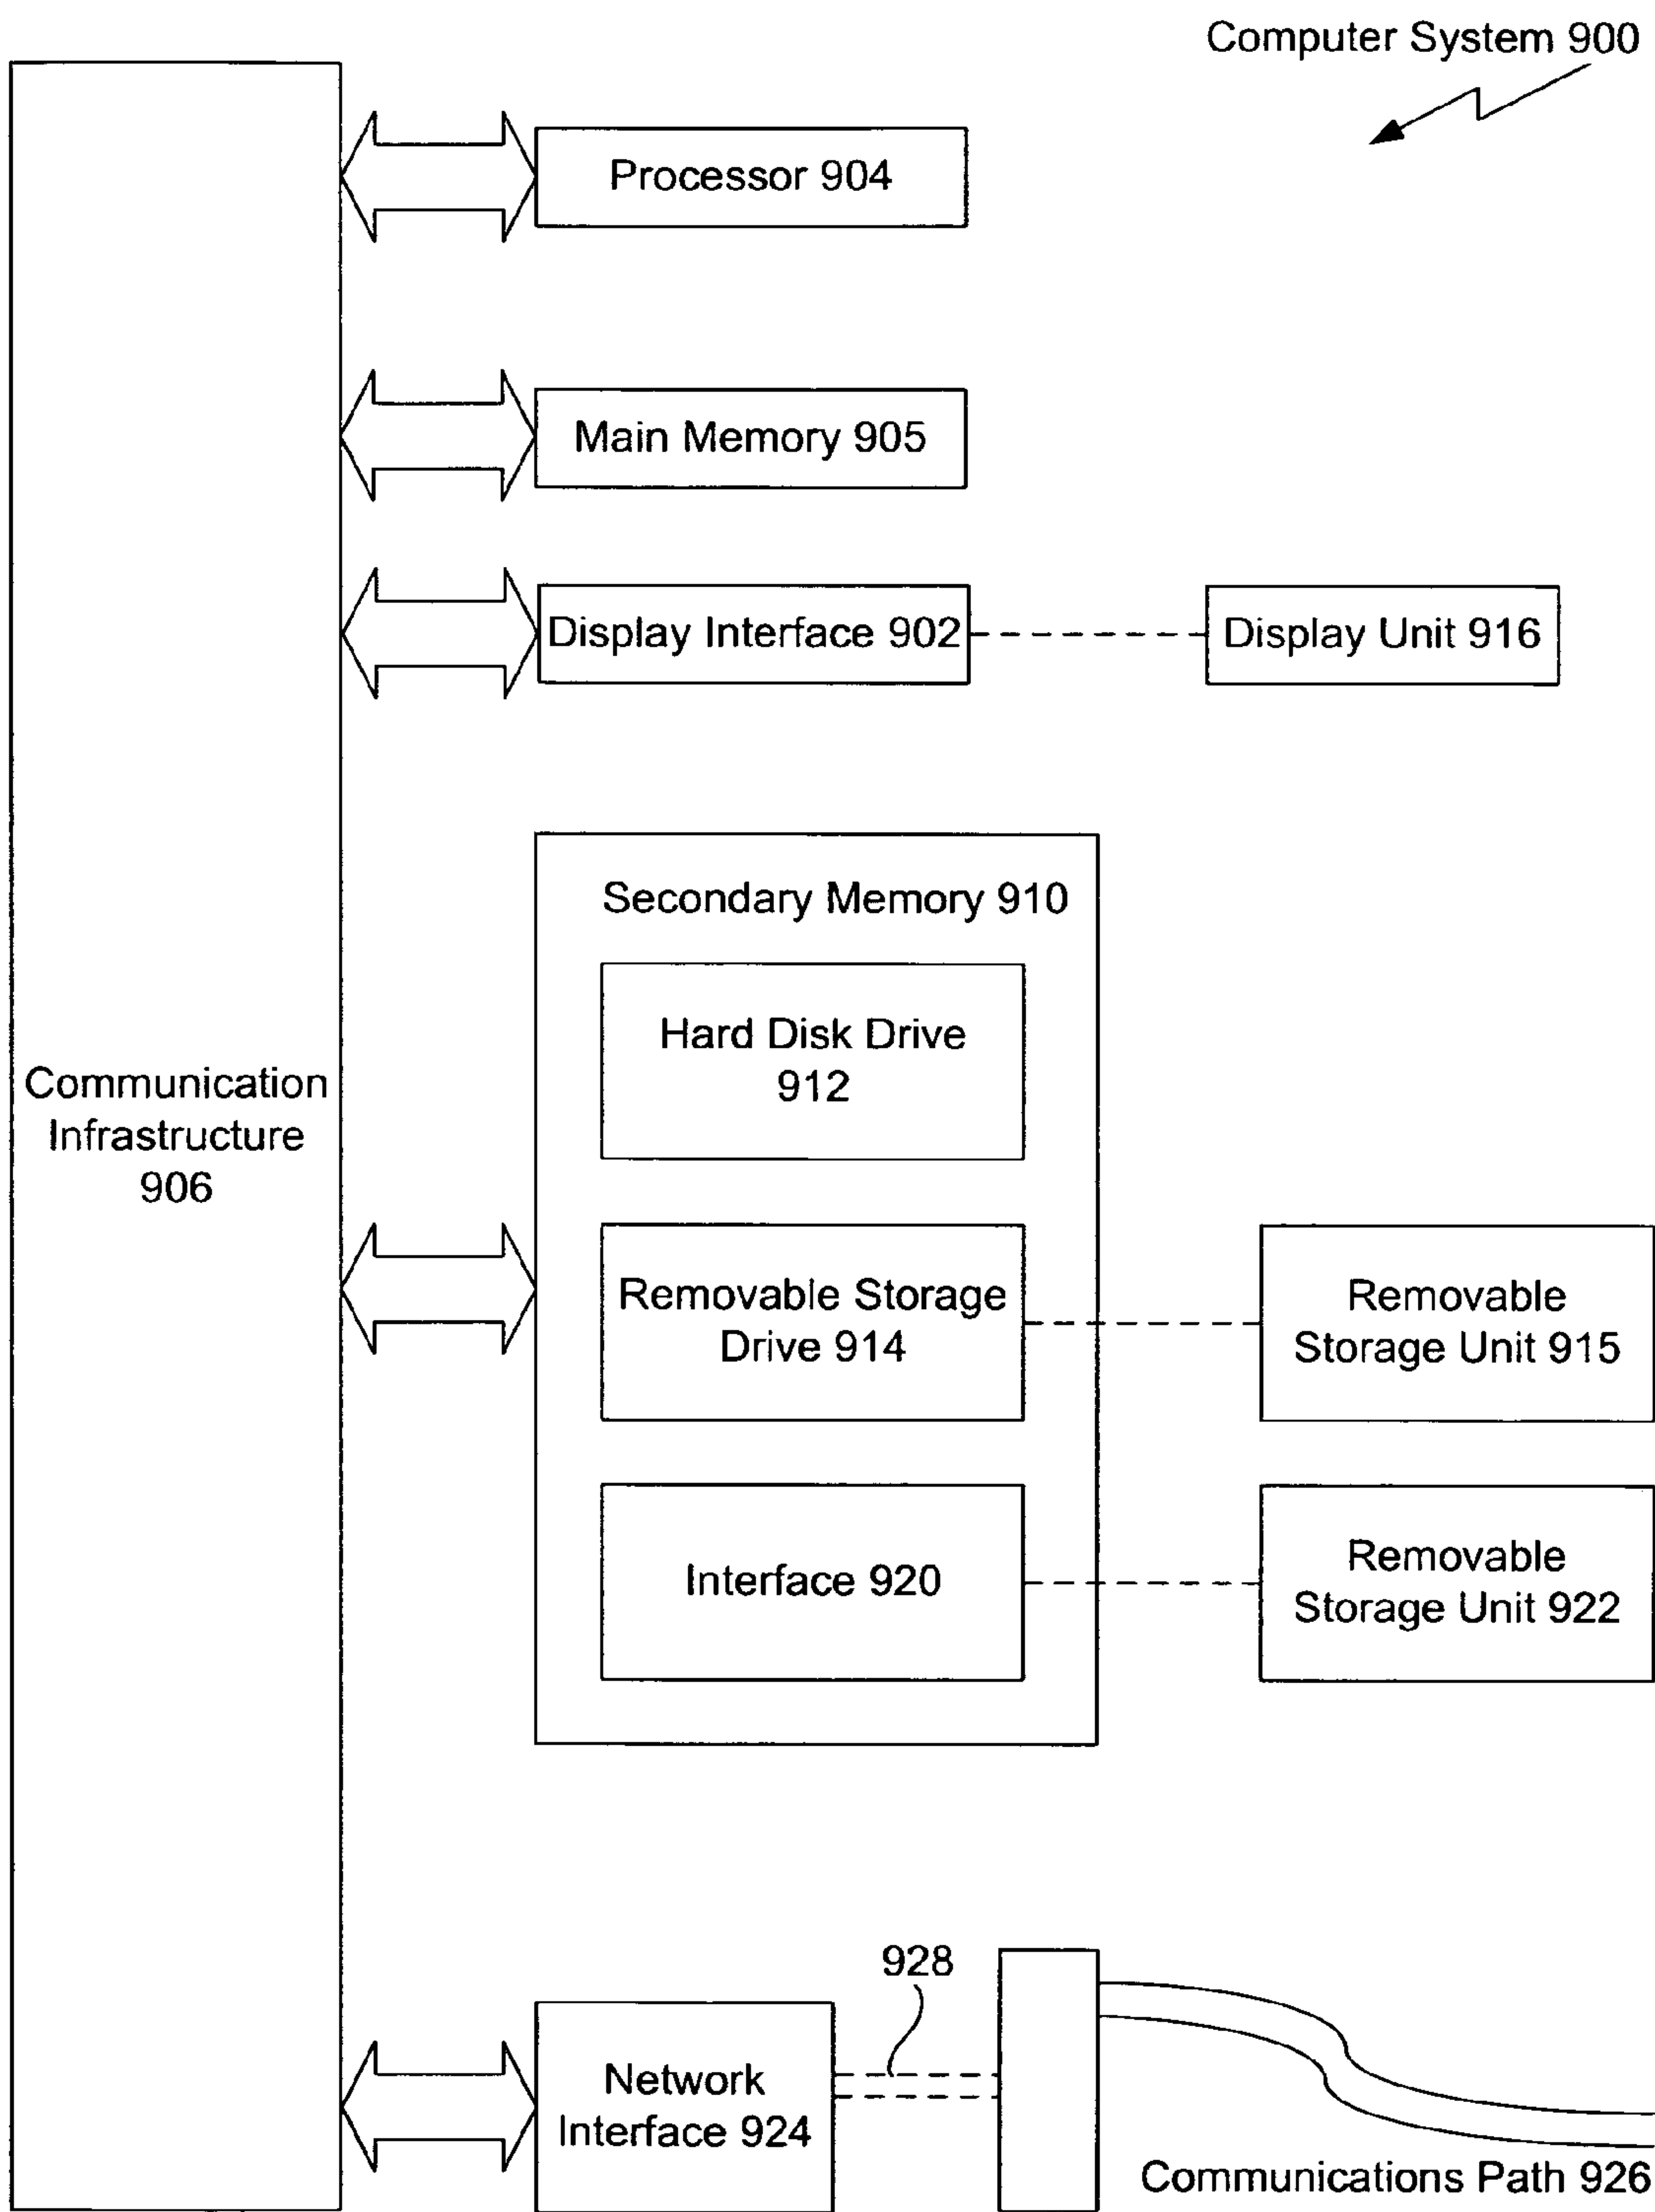 Computer System 900
Processor 904
Main Memory 905
Display Interface 902
Display Unit 916
Secondary Memory 910
Hard Disk Drive
912
Communication
Infrastructure
906
Removable Storage
Drive 914
Removable
Storage Unit 915
Interface 920
Removable
Storage Unit 922
928
Network
Interface 924
Communications Path 926